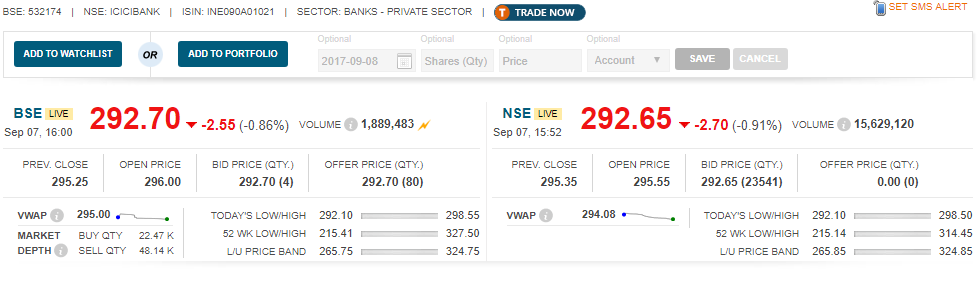 BSE: 532174 | NSE: ICICIBANK | ISIN: INE090A01021 | SECTOR: BANKS - PRIVATE SECTOR | T TRADE NOW SET SMS ALERT
Optional Optional Optional Optional
ADD TO WATCHLIST OR ADD TO PORTFOLIO 2017-09-08 Shares (Qty) Price Account SAVE CANCEL
BSE LIVE 292.70 -2.55 (-0.86%) VOLUME i 1,889,483
Sep 07, 16:00
PREV. CLOSE OPEN PRICE BID PRICE (QTY.) OFFER PRICE (QTY.)
295.25 296.00 292.70 (4) 292.70 (80)
VWAP i 295.00
MARKET BUY QTY 22.47 K
DEPTH i SELL QTY 48.14 K
TODAY'S LOW/HIGH 292.10 298.55
52 WK LOW/HIGH 215.41 327.50
L/U PRICE BAND 265.75 324.75
NSE LIVE 292.65 -2.70 (-0.91%) VOLUME i 15,629,120
Sep 07, 15:52
PREV. CLOSE OPEN PRICE BID PRICE (QTY.) OFFER PRICE (QTY.)
295.35 295.55 292.65 (23541) 0.00 (0)
VWAP i 294.08
TODAY'S LOW/HIGH 292.10 298.50
52 WK LOW/HIGH 215.14 314.45
L/U PRICE BAND 265.85 324.85